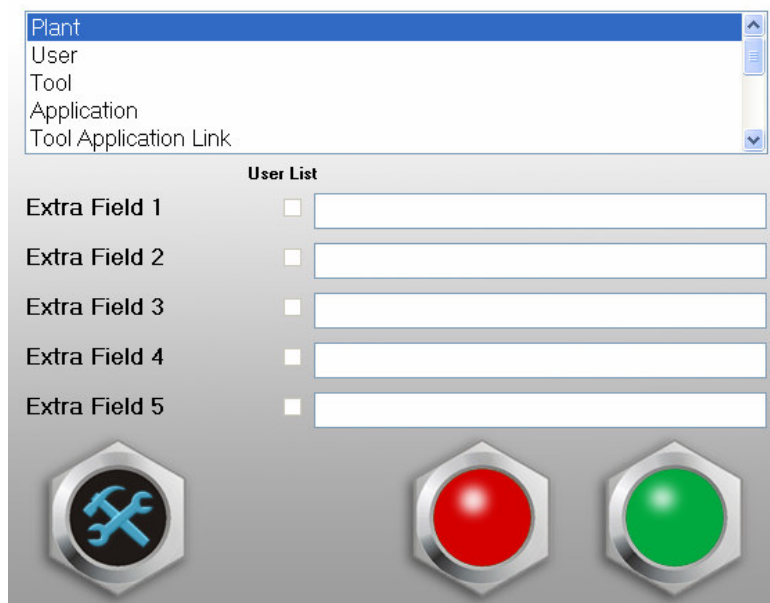 Plant
User
Tool
Application
Tool Application Link
User List
Extra Field 1
Extra Field 2
Extra Field 3
Extra Field 4
Extra Field 5